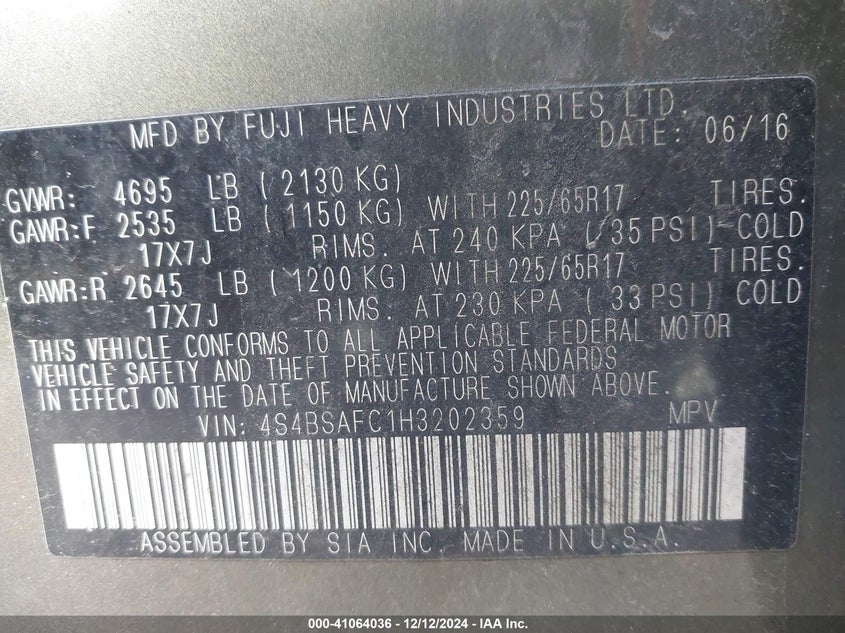 MFD BY FUJI HEAVY INDUSTRIES LTD.
DATE: 06/16
GVWR: 4695 LB ( 2130 KG)
GAWR:F 2535 LB ( 1150 KG) WITH 225/65R17 TIRES.
17X7J RIMS. AT 240 KPA ( 35 PSI) COLD
GAWR:R 2645 LB ( 1200 KG) WITH 225/65R17 TIRES.
17X7J RIMS. AT 230 KPA ( 33 PSI) COLD
THIS VEHICLE CONFORMS TO ALL APPLICABLE FEDERAL MOTOR
VEHICLE SAFETY AND THEFT PREVENTION STANDARDS
IN EFFECT ON THE DATE OF MANUFACTURE SHOWN ABOVE.
VIN: 4S4BSAFC1H3202359 MPV
ASSEMBLED BY SIA INC. MADE IN U.S.A.
000-41064036 - 12/12/2024 - IAA Inc.